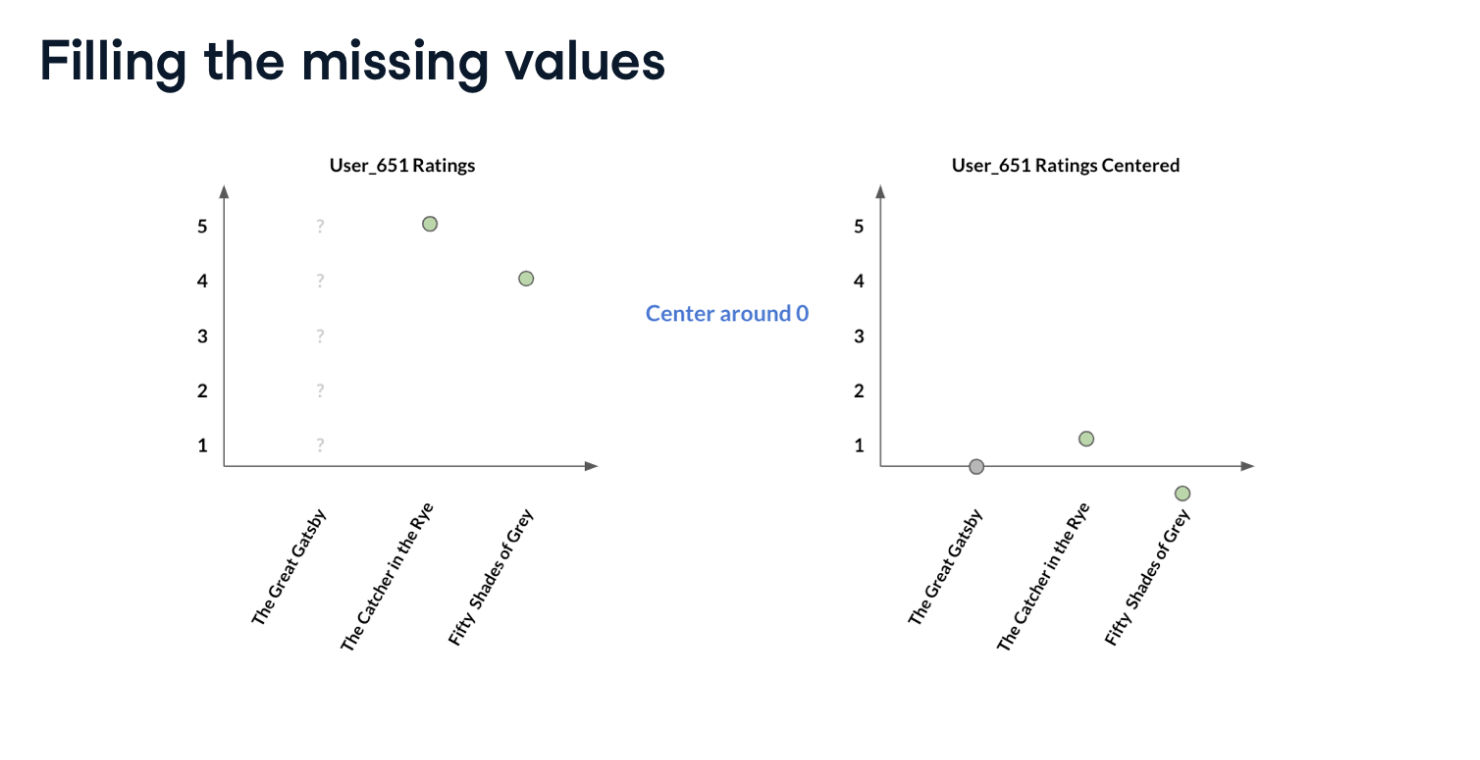 Filling the missing values
User_651 Ratings
5
4
3
2
1
?
?
?
?
?
The Great Gatsby
The Catcher in the Rye
Fifty Shades of Grey
Center around 0
User_651 Ratings Centered
5
4
3
2
1
The Great Gatsby
The Catcher in the Rye
Fifty Shades of Grey